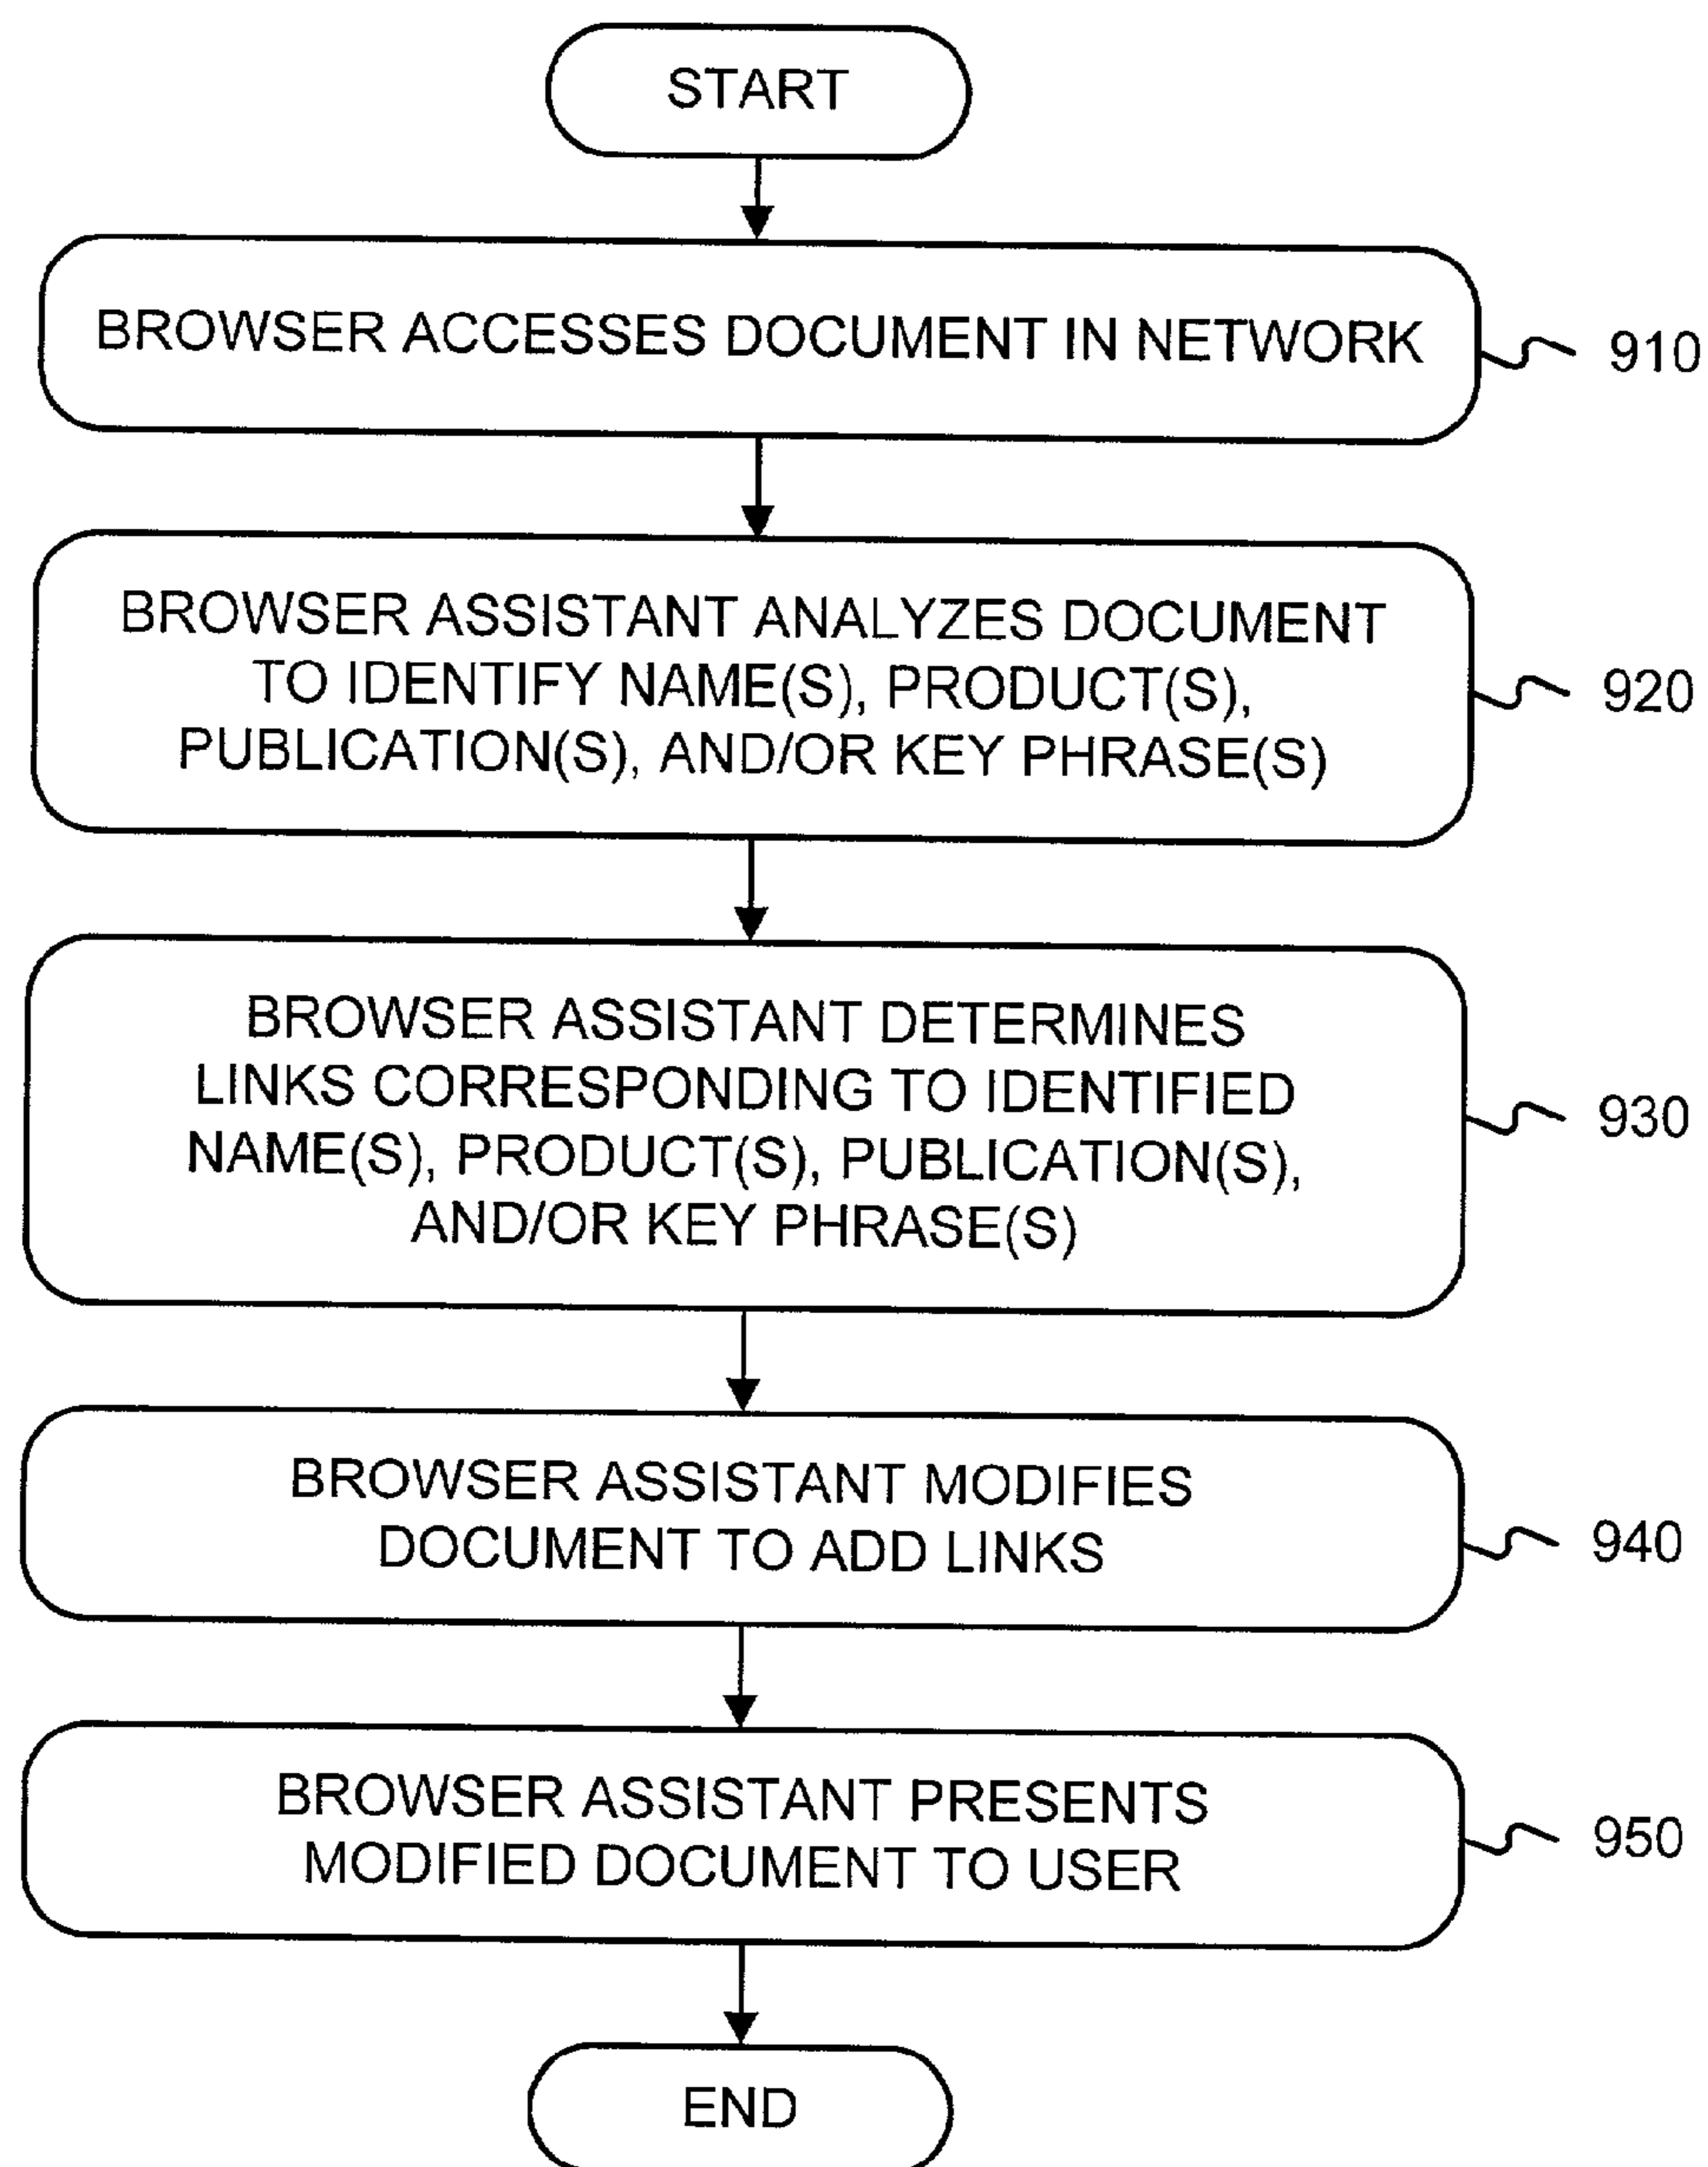 START
BROWSER ACCESSES DOCUMENT IN NETWORK
910
BROWSER ASSISTANT ANALYZES DOCUMENT
TO IDENTIFY NAME(S), PRODUCT(S),
PUBLICATION(S), AND/OR KEY PHRASE(S)
920
BROWSER ASSISTANT DETERMINES
LINKS CORRESPONDING TO IDENTIFIED
NAME(S), PRODUCT(S), PUBLICATION(S),
AND/OR KEY PHRASE(S)
930
BROWSER ASSISTANT MODIFIES
DOCUMENT TO ADD LINKS
940
BROWSER ASSISTANT PRESENTS
MODIFIED DOCUMENT TO USER
950
END